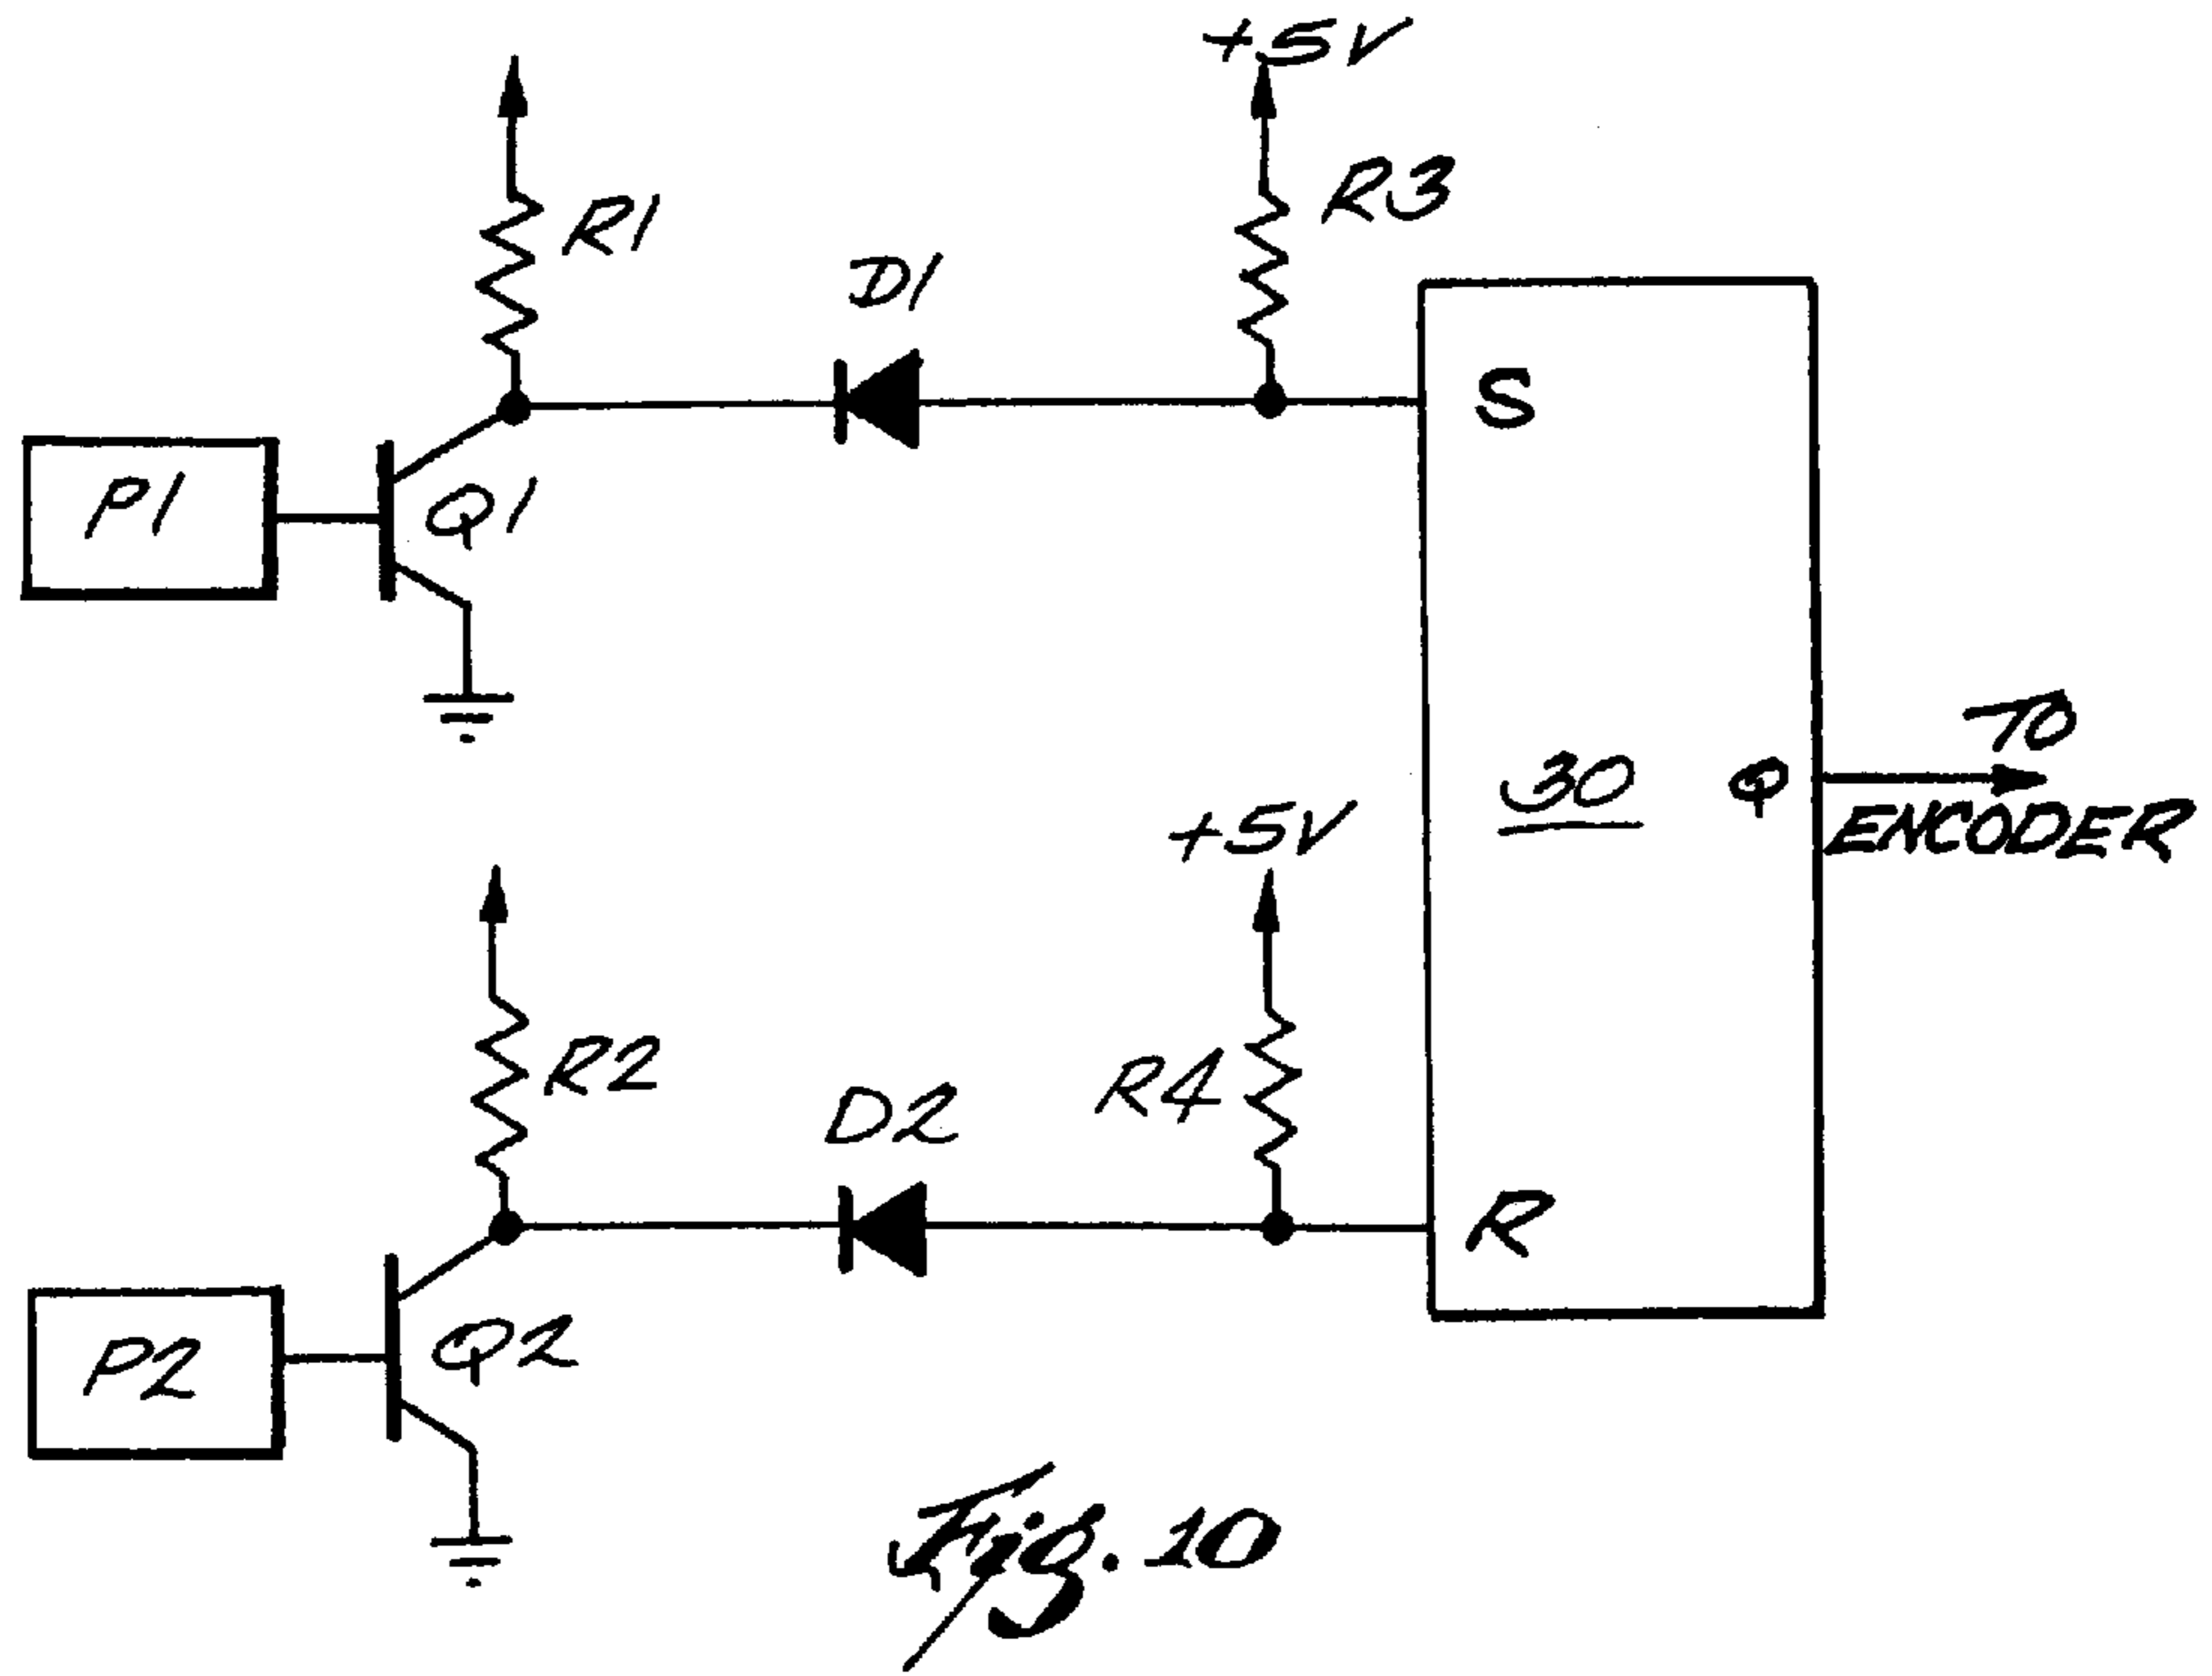 +5V
R1
R3
D1
S
P1
Q1
TO
30
Q
ENCODER
+5V
R2
R4
D2
R
P2
Q2
Fig. 10